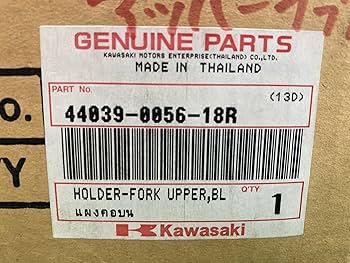 GENUINE PARTS
KAWASAKI MOTORS ENTERPRISE(THAILAND) CO.,LTD.
MADE IN THAILAND
PART No. (13D)
44039-0056-18R
HOLDER-FORK UPPER,BL
Q'TY
1
แผงคอบน
Kawasaki
o.
Y